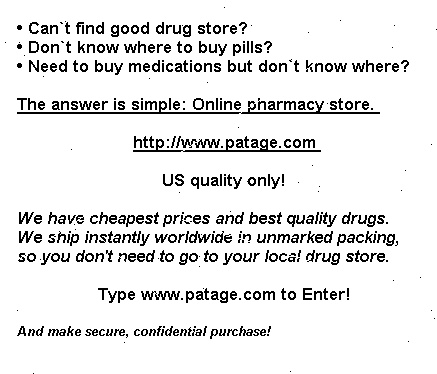 • Can`t find good drug store?
• Don`t know where to buy pills?
• Need to buy medications but don`t know where?
The answer is simple: Online pharmacy store.
http://www.patage.com
US quality only!
We have cheapest prices and best quality drugs.
We ship instantly worldwide in unmarked packing,
so you don't need to go to your local drug store.
Type www.patage.com to Enter!
And make secure, confidential purchase!